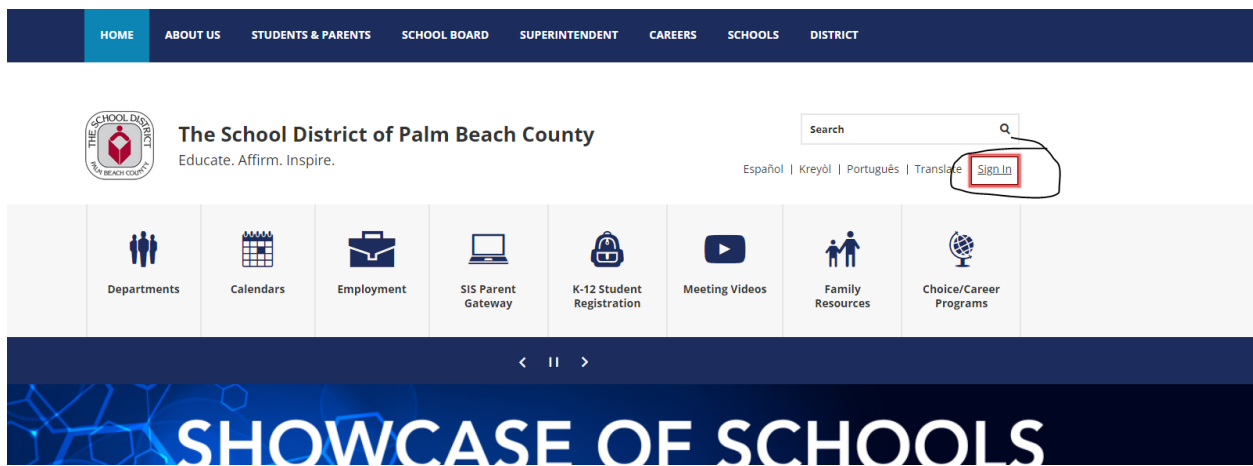 HOME ABOUT US STUDENTS & PARENTS SCHOOL BOARD SUPERINTENDENT CAREERS SCHOOLS DISTRICT
THE SCHOOL DISTRICT
PALM BEACH COUNTY
The School District of Palm Beach County
Educate. Affirm. Inspire.
Search
Español | Kreyòl | Português | Translate Sign In
Departments Calendars Employment SIS Parent Gateway K-12 Student Registration Meeting Videos Family Resources Choice/Career Programs
SHOWCASE OF SCHOOLS